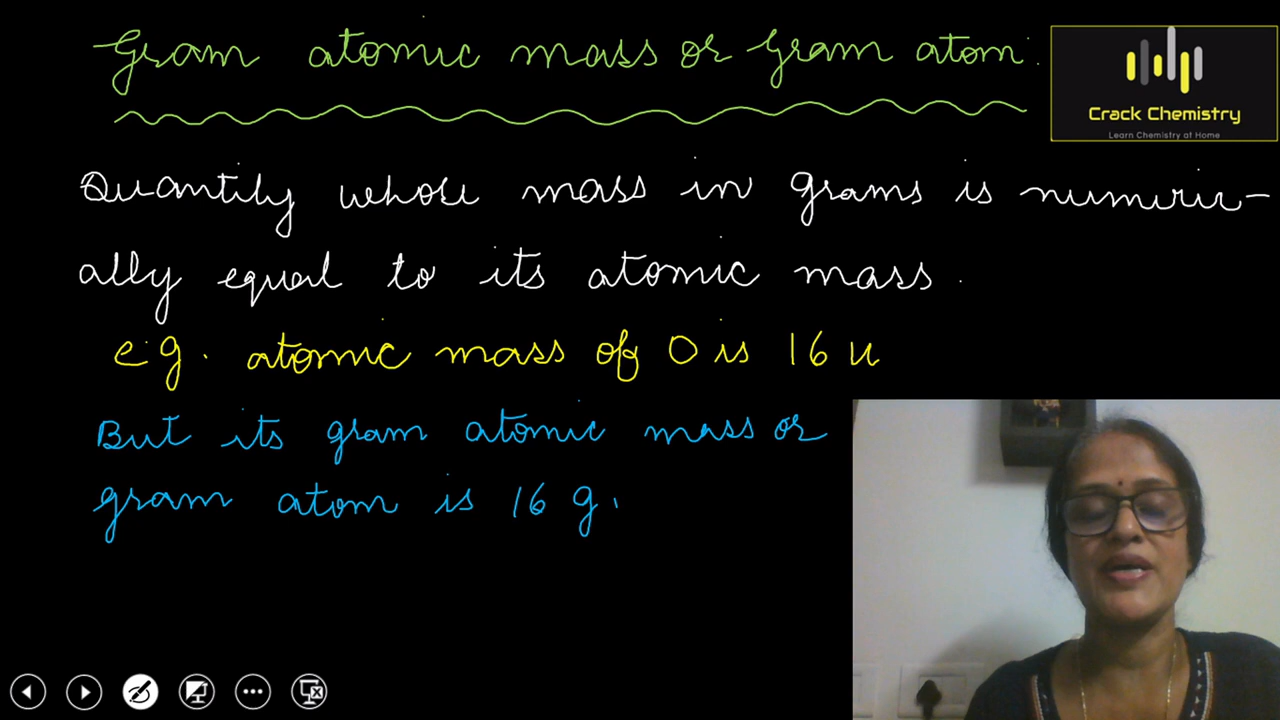 Gram atomic mass or Gram atom:
Crack Chemistry
Learn Chemistry at Home
Quantity whose mass in grams is numeric-
ally equal to its atomic mass.
e.g. atomic mass of O is 16 u
But its gram atomic mass or
gram atom is 16 g.